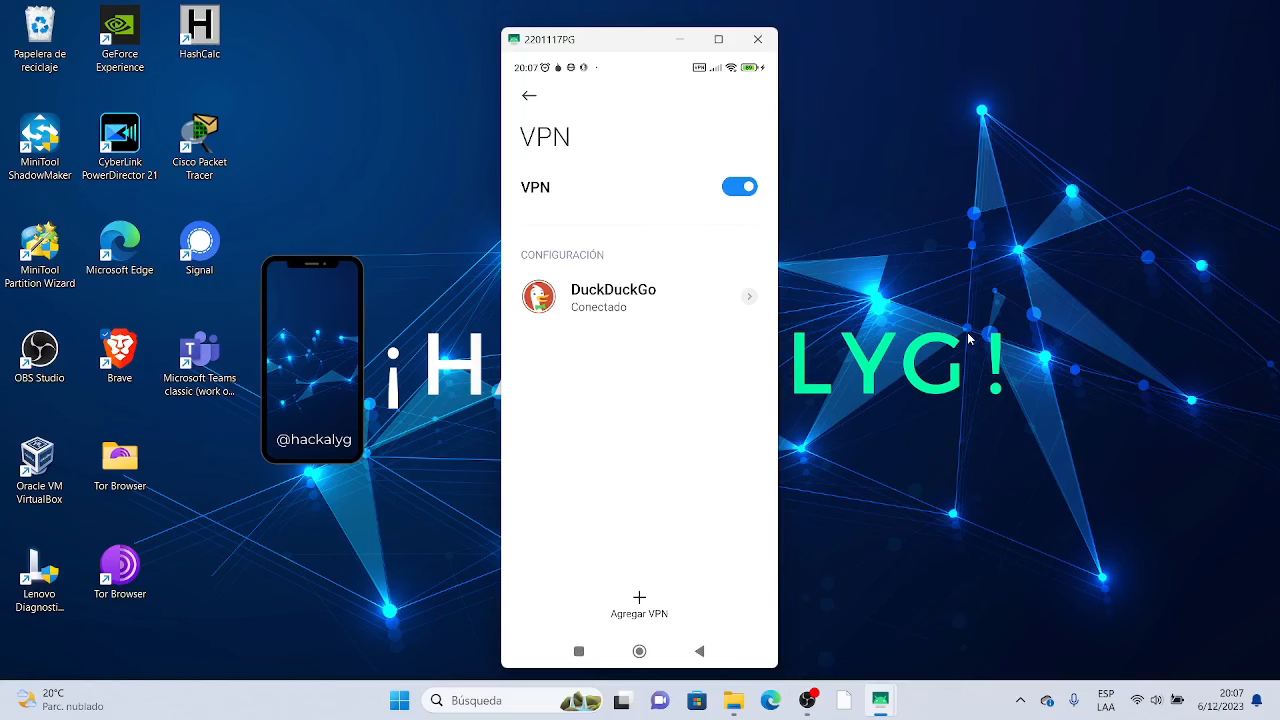 Papelera de
reciclaje
GeForce
Experience
H
HashCalc
MiniTool
ShadowMaker
CyberLink
PowerDirector 21
Cisco Packet
Tracer
MiniTool
Partition Wizard
Microsoft Edge
Signal
OBS Studio
Brave
Microsoft Teams
classic (work o...
Oracle VM
VirtualBox
Tor Browser
Lenovo
Diagnosti...
Tor Browser
@hackalyg
¡HA
LYG!
2201117PG
20:07
VPN
89
VPN
VPN
CONFIGURACIÓN
DuckDuckGo
Conectado
Agregar VPN
20°C
Parc. nublado
Búsqueda
ESP
LAA
20:07
6/12/2023